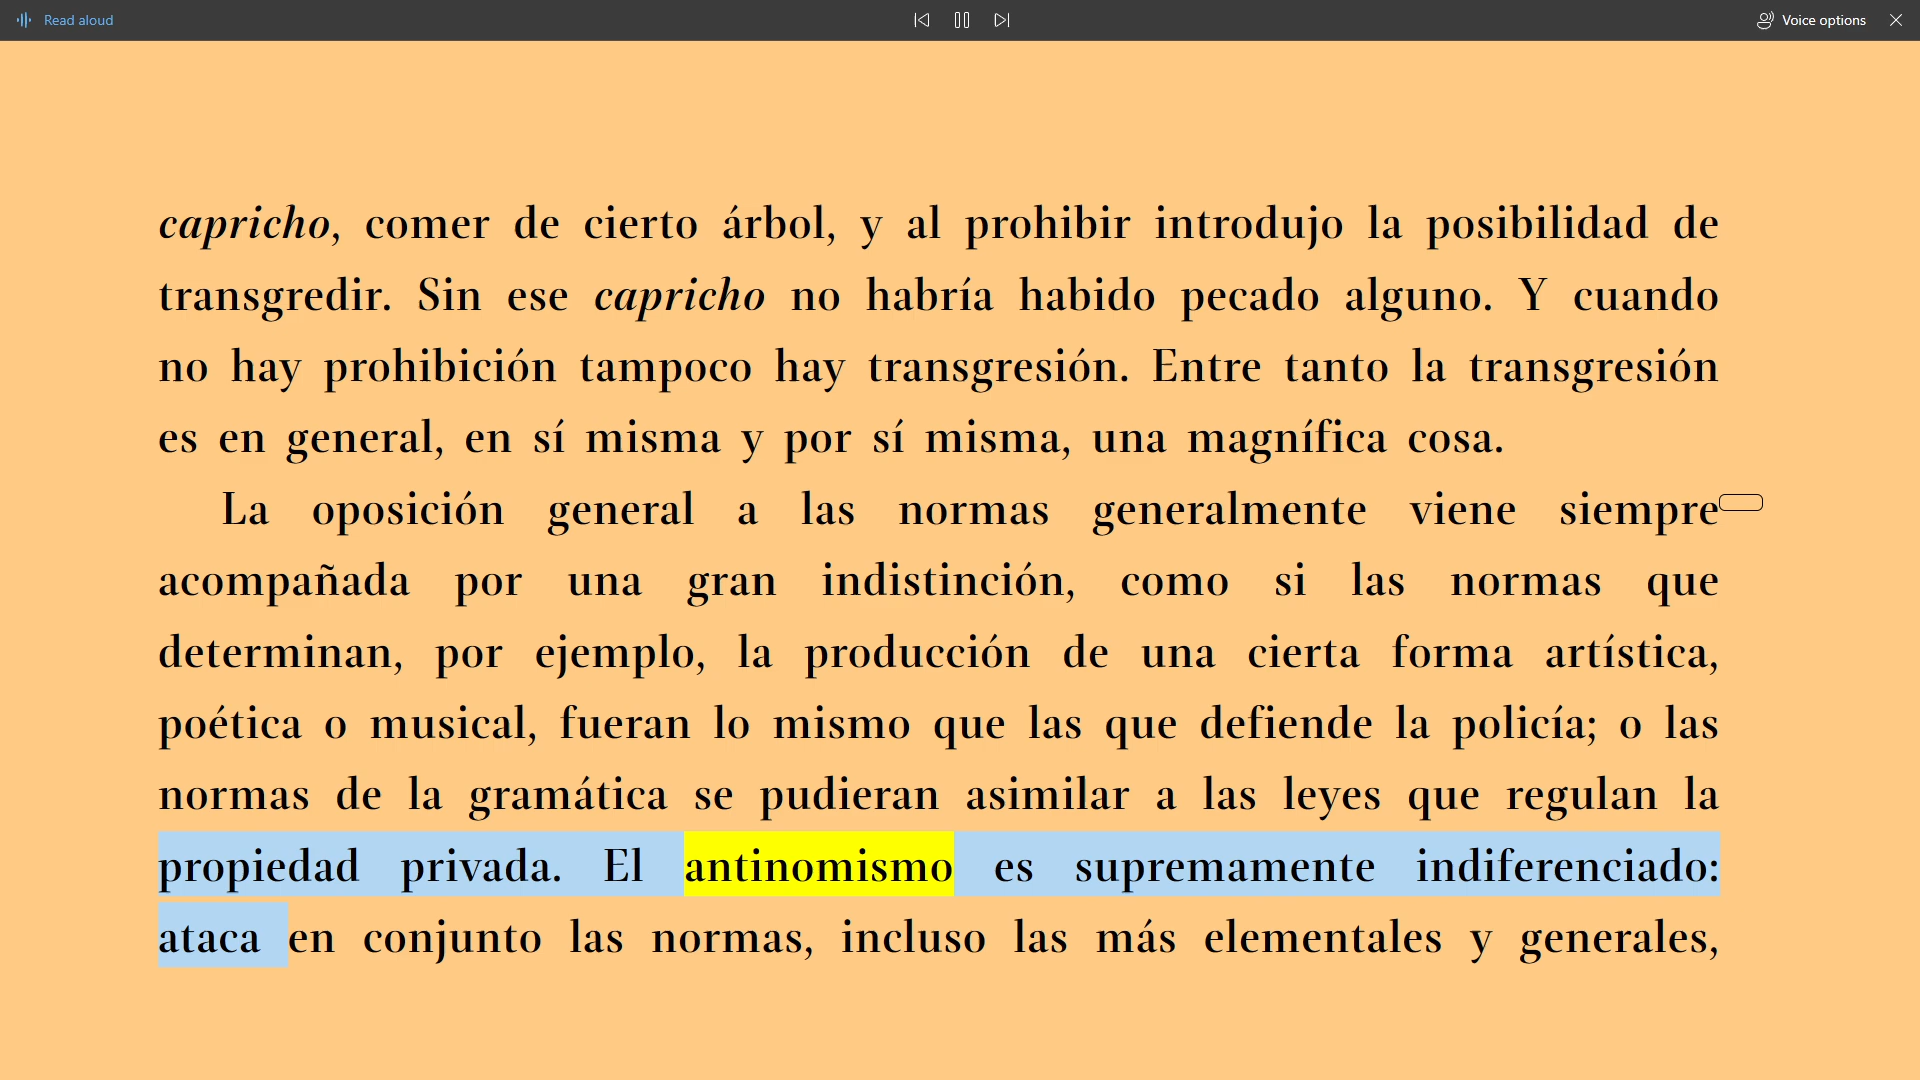 Read aloud
Voice options
capricho, comer de cierto árbol, y al prohibir introdujo la posibilidad de
transgredir. Sin ese capricho no habría habido pecado alguno. Y cuando
no hay prohibición tampoco hay transgresión. Entre tanto la transgresión
es en general, en sí misma y por sí misma, una magnífica cosa.
La oposición general a las normas generalmente viene siempre
acompañada por una gran indistinción, como si las normas que
determinan, por ejemplo, la producción de una cierta forma artística,
poética o musical, fueran lo mismo que las que defiende la policía; o las
normas de la gramática se pudieran asimilar a las leyes que regulan la
propiedad privada. El antinomismo es supremamente indiferenciado:
ataca en conjunto las normas, incluso las más elementales y generales,